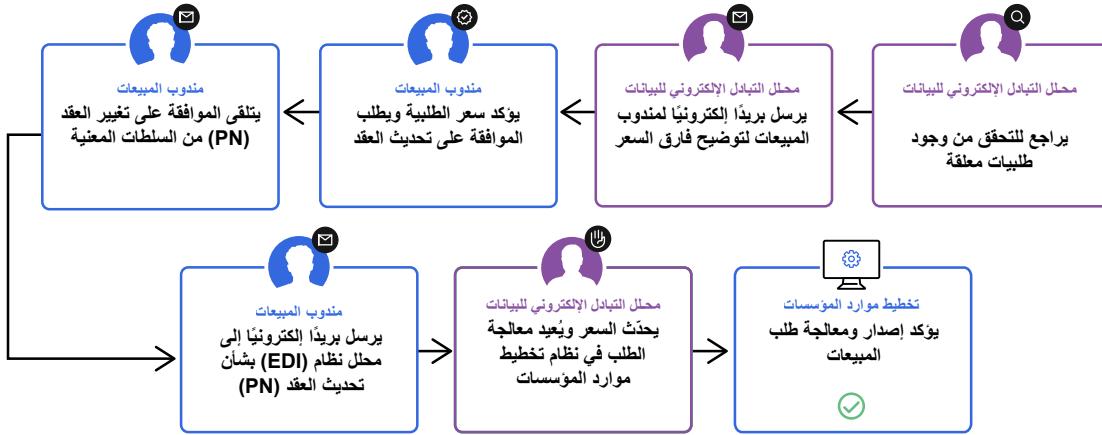 محلل التبادل الإلكتروني للبيانات
يراجع للتحقق من وجود
طلبيات معلقة
محلل التبادل الإلكتروني للبيانات
يرسل بريدًا إلكترونيًا لمندوب
المبيعات لتوضيح فارق السعر
مندوب المبيعات
يؤكد سعر الطلبية ويطلب
الموافقة على تحديث العقد
مندوب المبيعات
يتلقى الموافقة على تغيير العقد
(PN) من السلطات المعنية
مندوب المبيعات
يرسل بريدًا إلكترونيًا إلى
محلل نظام (EDI) بشأن
تحديث العقد (PN)
محلل التبادل الإلكتروني للبيانات
يحدّث السعر ويُعيد معالجة
الطلب في نظام تخطيط
موارد المؤسسات
تخطيط موارد المؤسسات
يؤكد إصدار ومعالجة طلب
المبيعات